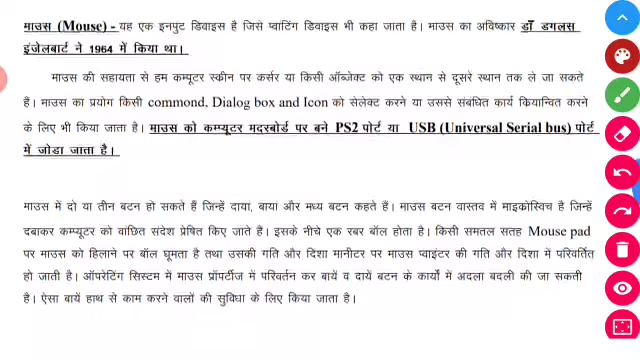 माउस (Mouse) - यह एक इनपुट डिवाइस है जिसे प्वाटिंग डिवाइस भी कहा जाता है। माउस का अविष्कार डॉ डगलस
इंजेलबार्ट ने 1964 में किया था।
माउस की सहायता से हम कम्प्यूटर स्क्रीन पर कर्सर या किसी ऑब्जेक्ट को एक स्थान से दूसरे स्थान तक ले जा सकते
हैं। माउस का प्रयोग किसी commond, Dialog box and Icon को सेलेक्ट करने या उससे संबंधित कार्य क्रियान्वित करने
के लिए भी किया जाता है। माउस को कम्प्यूटर मदरबोर्ड पर बने PS2 पोर्ट या USB (Universal Serial bus) पोर्ट
में जोडा जाता है।
माउस में दो या तीन बटन हो सकते हैं जिन्हें दाया, बायां और मध्य बटन कहते हैं। माउस बटन वास्तव में माइकोस्विच है जिन्हें
दबाकर कम्प्यूटर को वांछित संदेश प्रेषित किए जाते हैं। इसके नीचे एक रबर बॉल होता है। किसी समतल सतह Mouse pad
पर माउस को हिलाने पर बॉल घूमता है तथा उसकी गति और दिशा मानीटर पर माउस प्वाइंटर की गति और दिशा में परिवर्तित
हो जाती है। ऑपरेटिंग सिस्टम में माउस प्रॉपर्टीज में परिवर्तन कर बायें व दायें बटन के कार्यों में अदला बदली की जा सकती
है। ऐसा बायें हाथ से काम करने वालों की सुविधा के लिए किया जाता है।